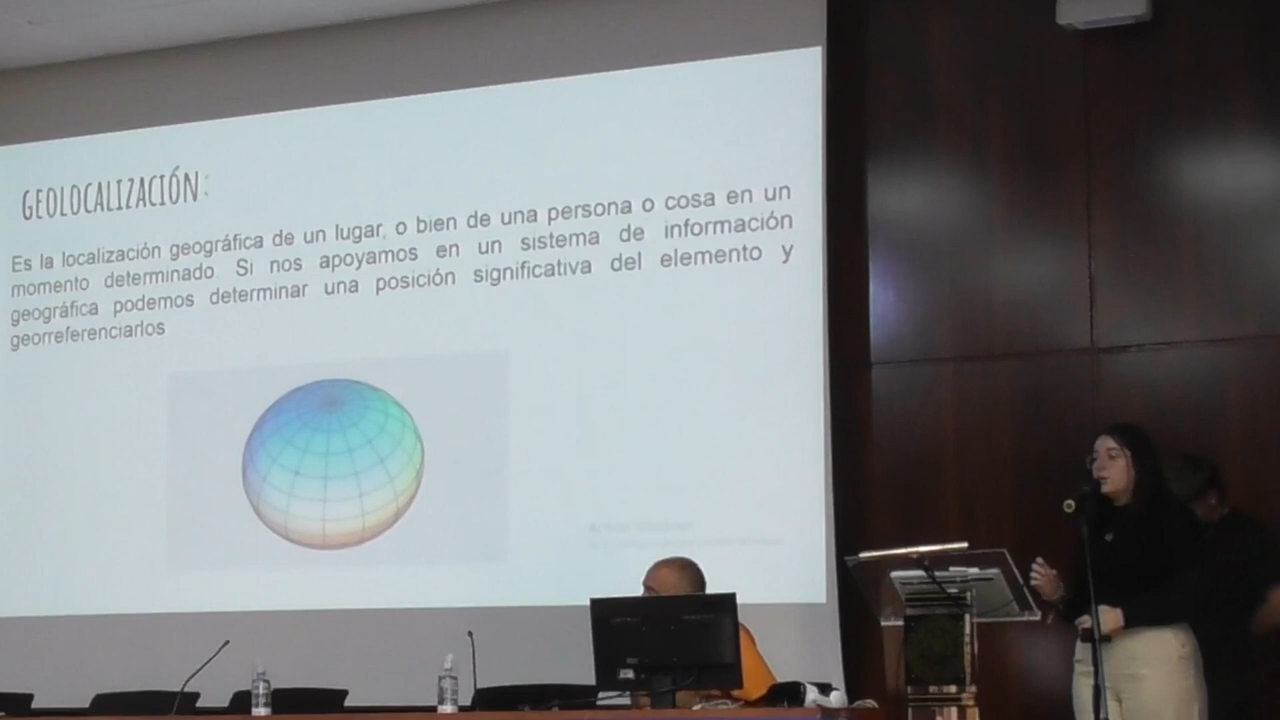 GEOLOCALIZACIÓN:
Es la localización geográfica de un lugar, o bien de una persona o cosa en un
momento determinado. Si nos apoyamos en un sistema de información
geográfica podemos determinar una posición significativa del elemento y
georreferenciarlos